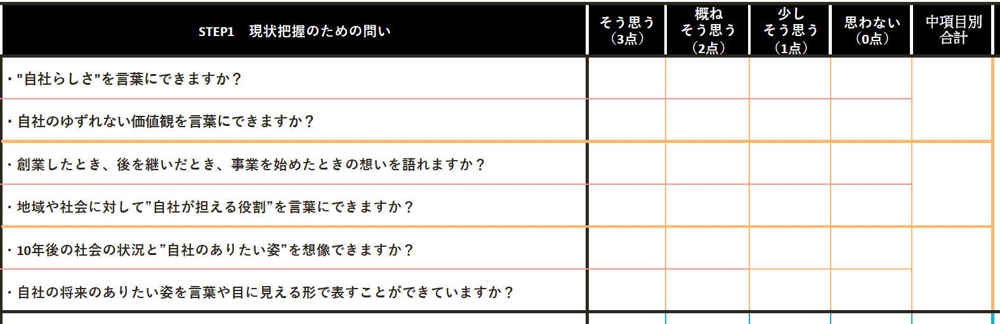 STEP1　現状把握のための問い
そう思う
（3点）
概ね
そう思う
（2点）
少し
そう思う
（1点）
思わない
（0点）
中項目別
合計
・"自社らしさ"を言葉にできますか？
・自社のゆずれない価値観を言葉にできますか？
・創業したとき、後を継いだとき、事業を始めたときの想いを語れますか？
・地域や社会に対して”自社が担える役割”を言葉にできますか？
・10年後の社会の状況と”自社のありたい姿”を想像できますか？
・自社の将来のありたい姿を言葉や目に見える形で表すことができていますか？